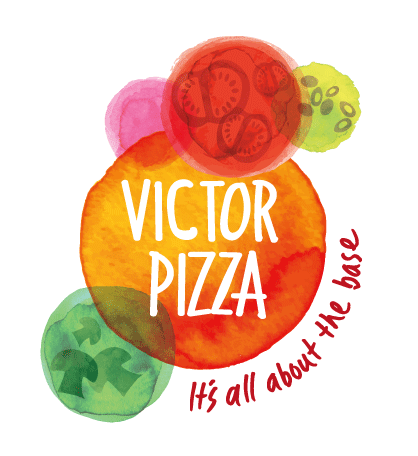 VICTOR
PIZZA
It's all about the base